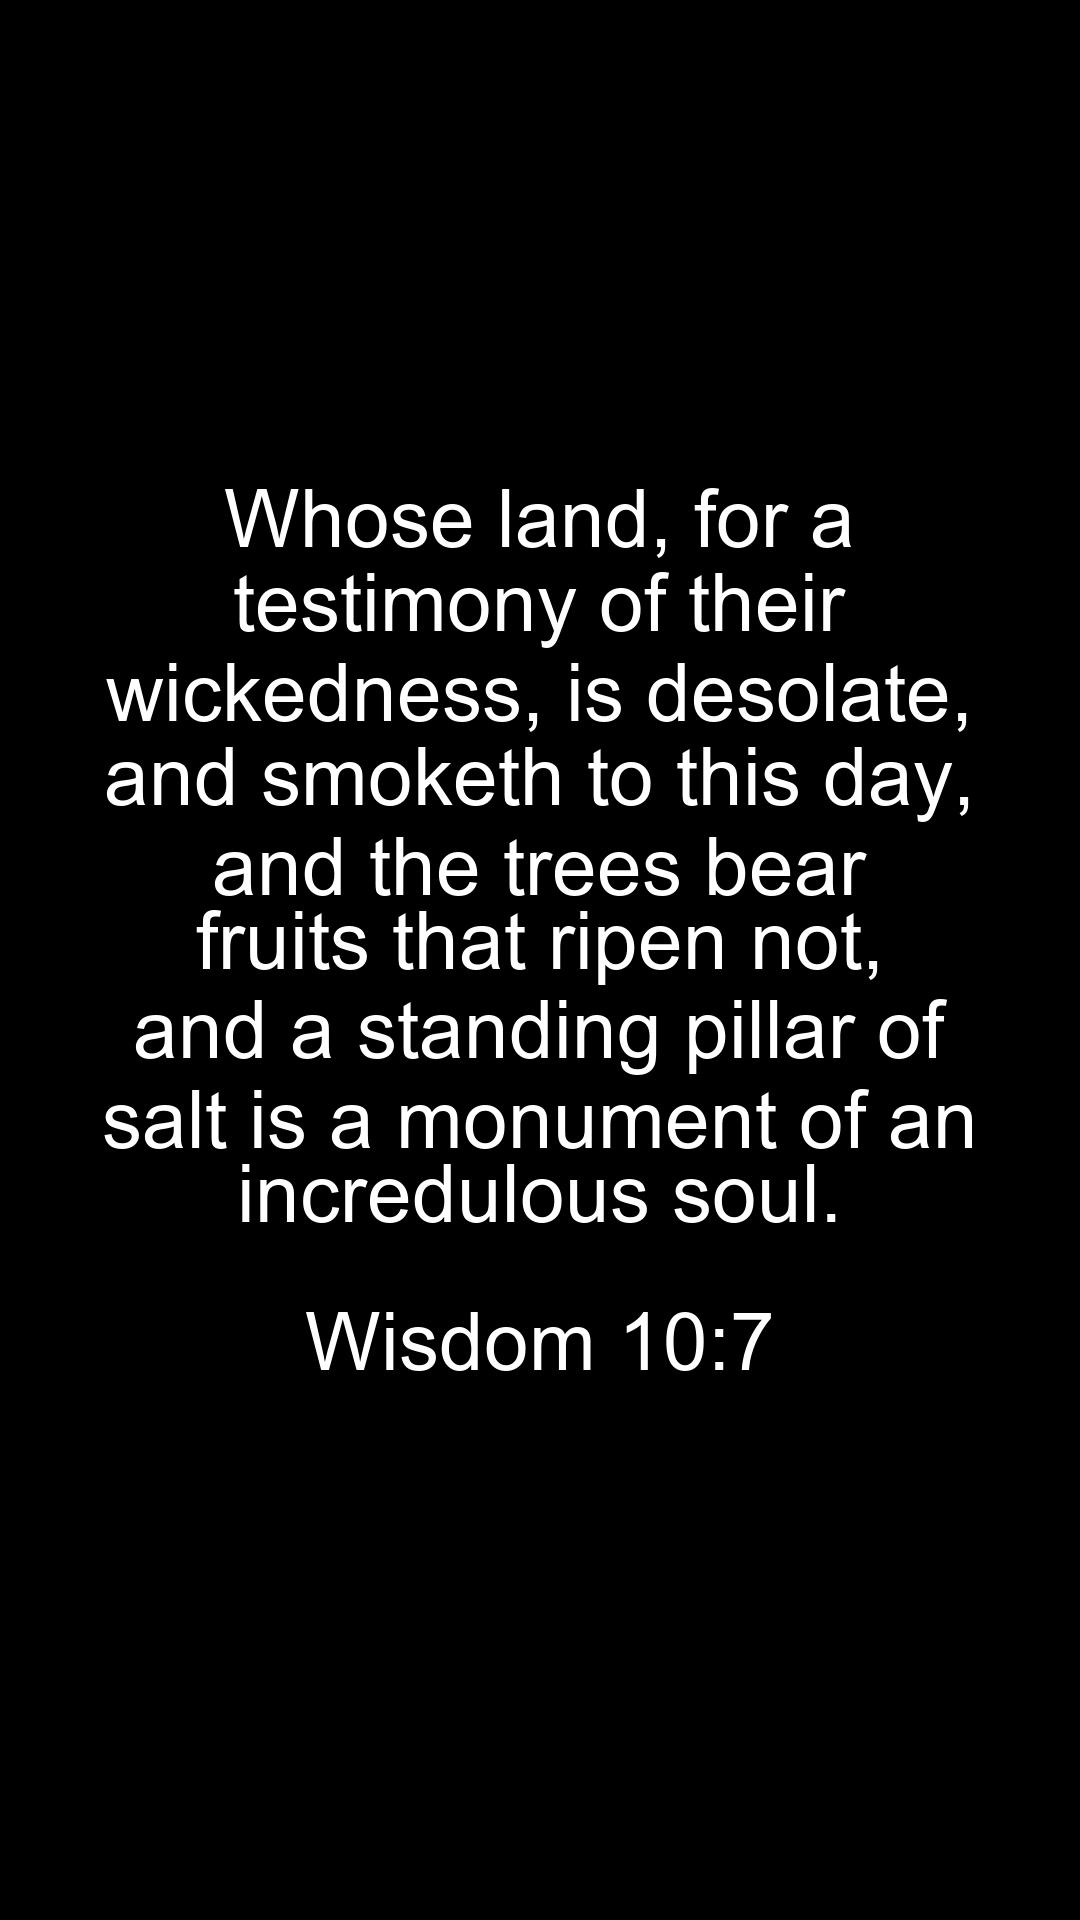 Whose land, for a
testimony of their
wickedness, is desolate,
and smoketh to this day,
and the trees bear
fruits that ripen not,
and a standing pillar of
salt is a monument of an
incredulous soul.
Wisdom 10:7